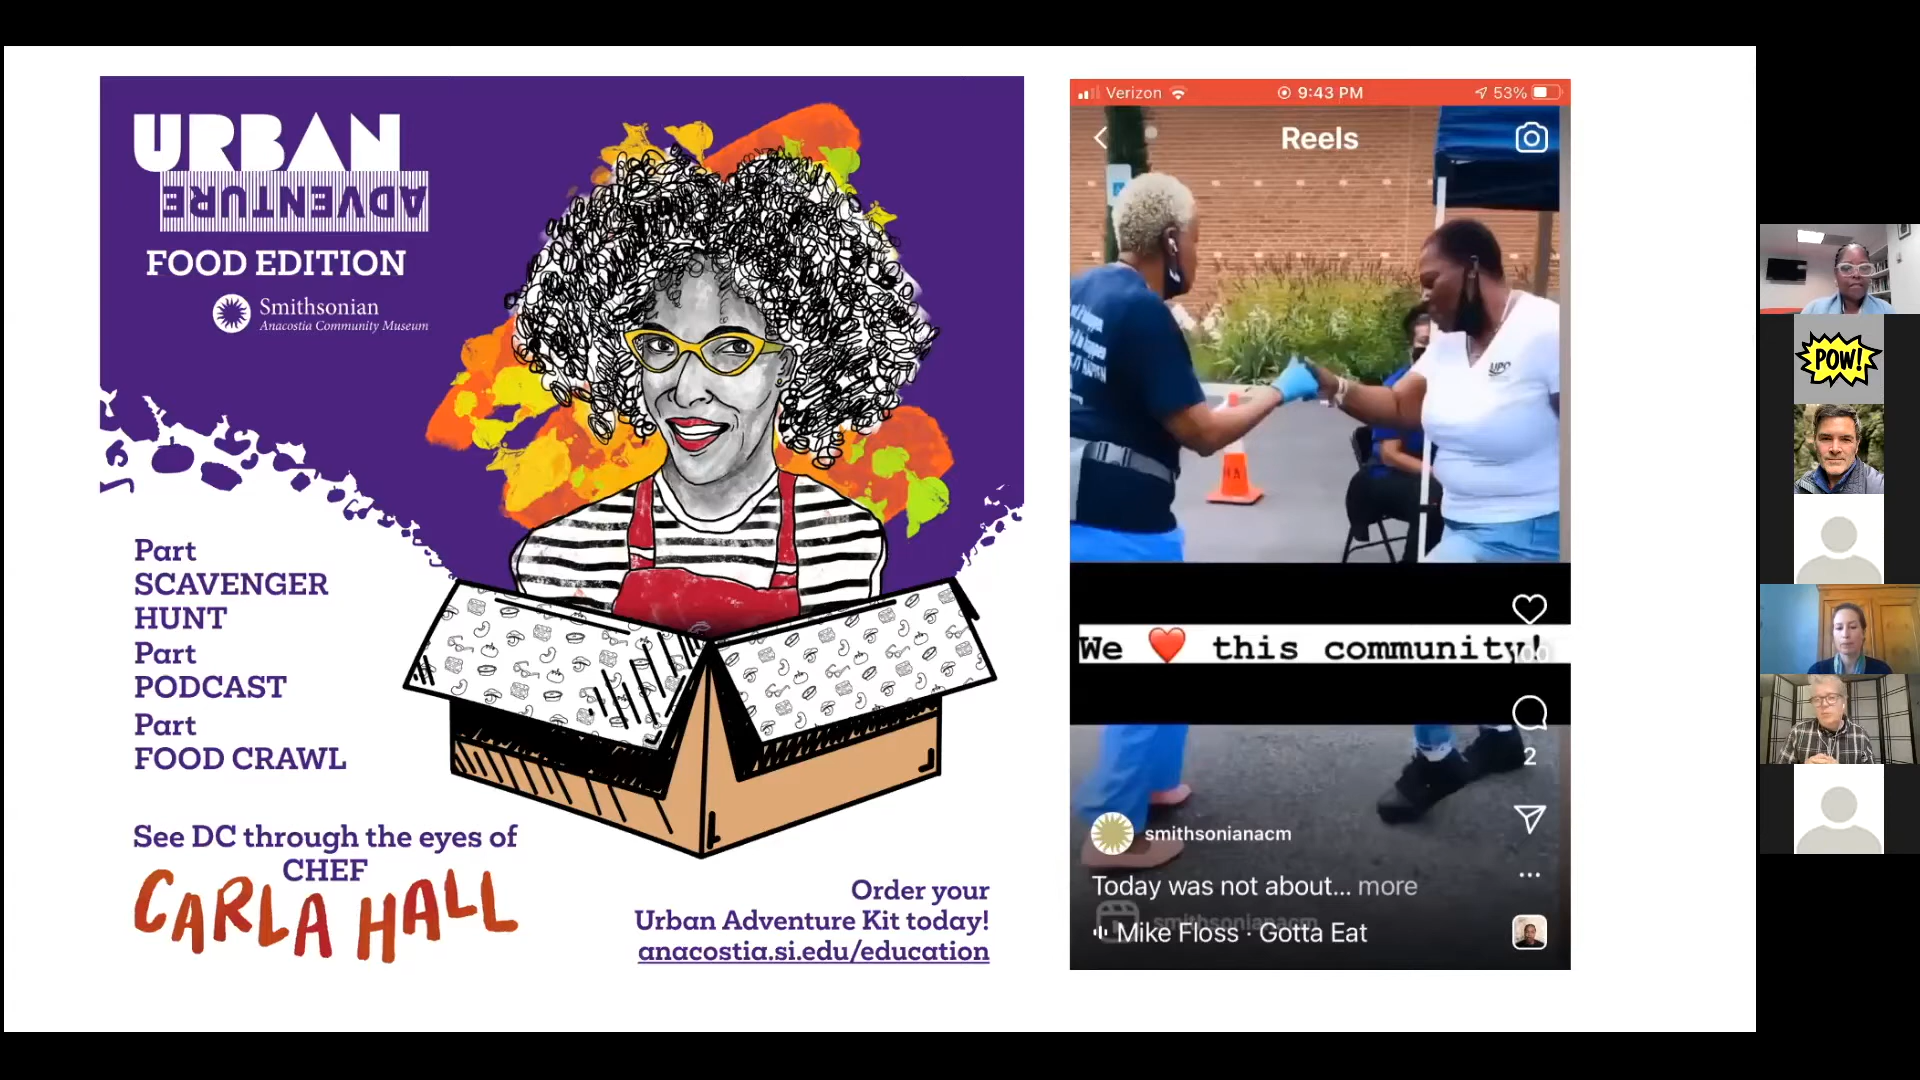 URBAN
ADVENTURE
FOOD EDITION
Smithsonian
Anacostia Community Museum
Part
SCAVENGER
HUNT
Part
PODCAST
Part
FOOD CRAWL
See DC through the eyes of
CHEF
CARLA HALL
Order your
Urban Adventure Kit today!
anacostia.si.edu/education
Verizon 9:43 PM 53%
Reels
UPO
We ❤️ this community!
2
smithsonianacm
Today was not about... more
smithsonianacm
Mike Floss · Gotta Eat
POW!